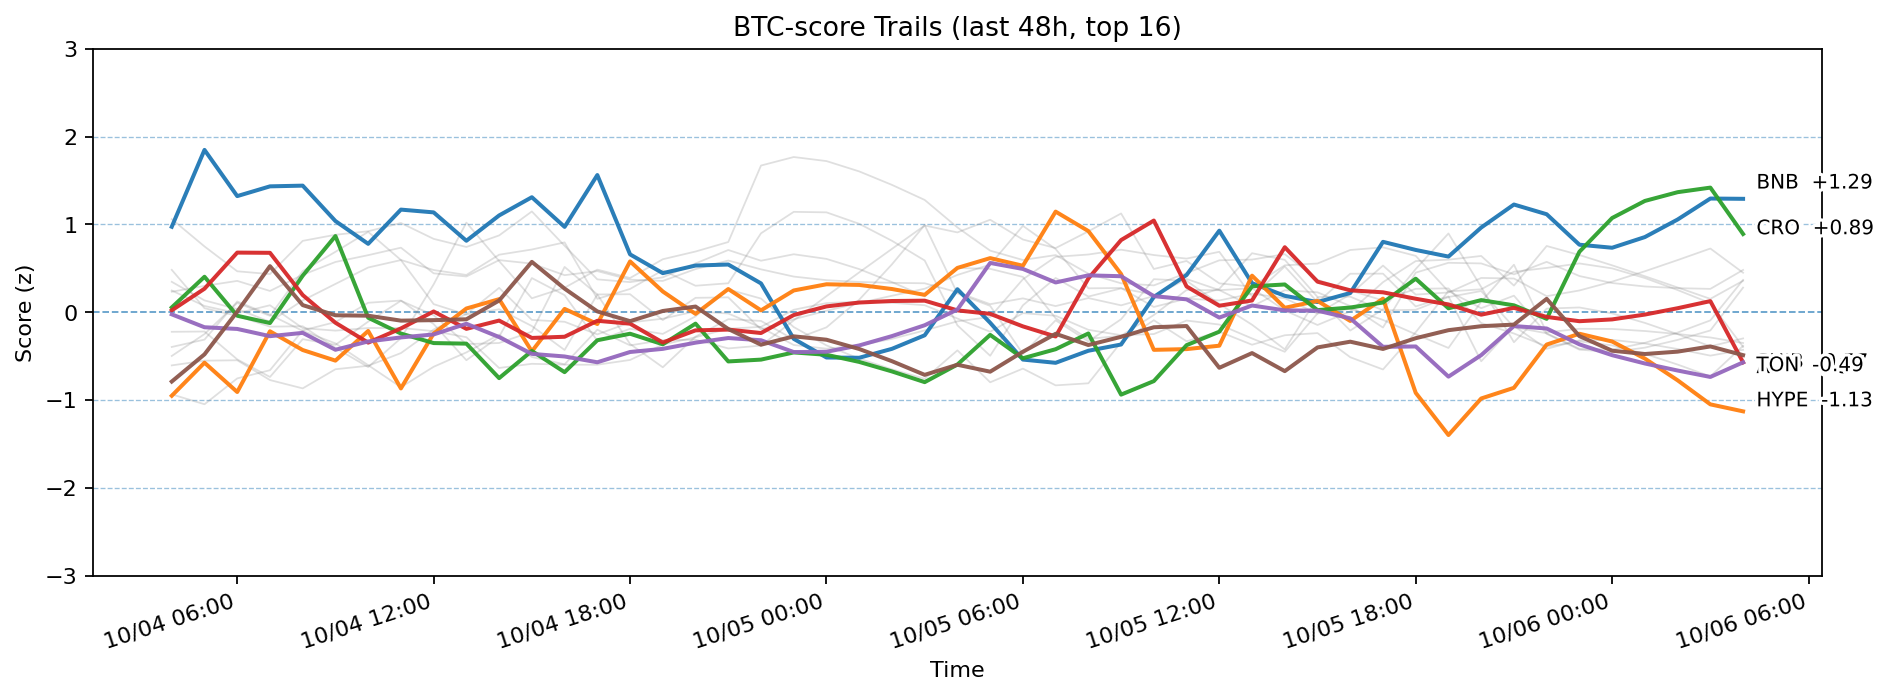 BTC-score Trails (last 48h, top 16)
3
2
1
0
−1
−2
−3
Score (z)
BNB +1.29
CRO +0.89
TON -0.49
HYPE -1.13
10/04 06:00
10/04 12:00
10/04 18:00
10/05 00:00
10/05 06:00
10/05 12:00
10/05 18:00
10/06 00:00
10/06 06:00
Time